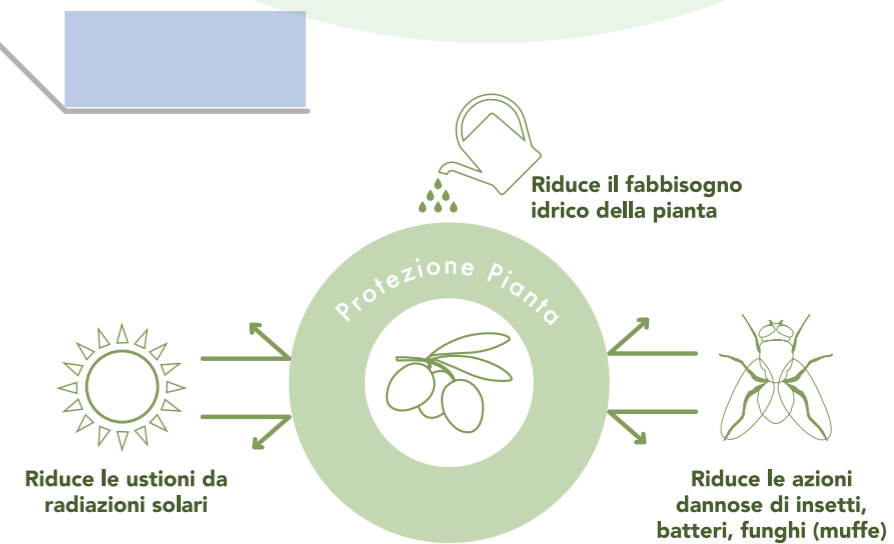 Riduce il fabbisogno
idrico della pianta
Protezione Pianta
Riduce le ustioni da
radiazioni solari
Riduce le azioni
dannose di insetti,
batteri, funghi (muffe)